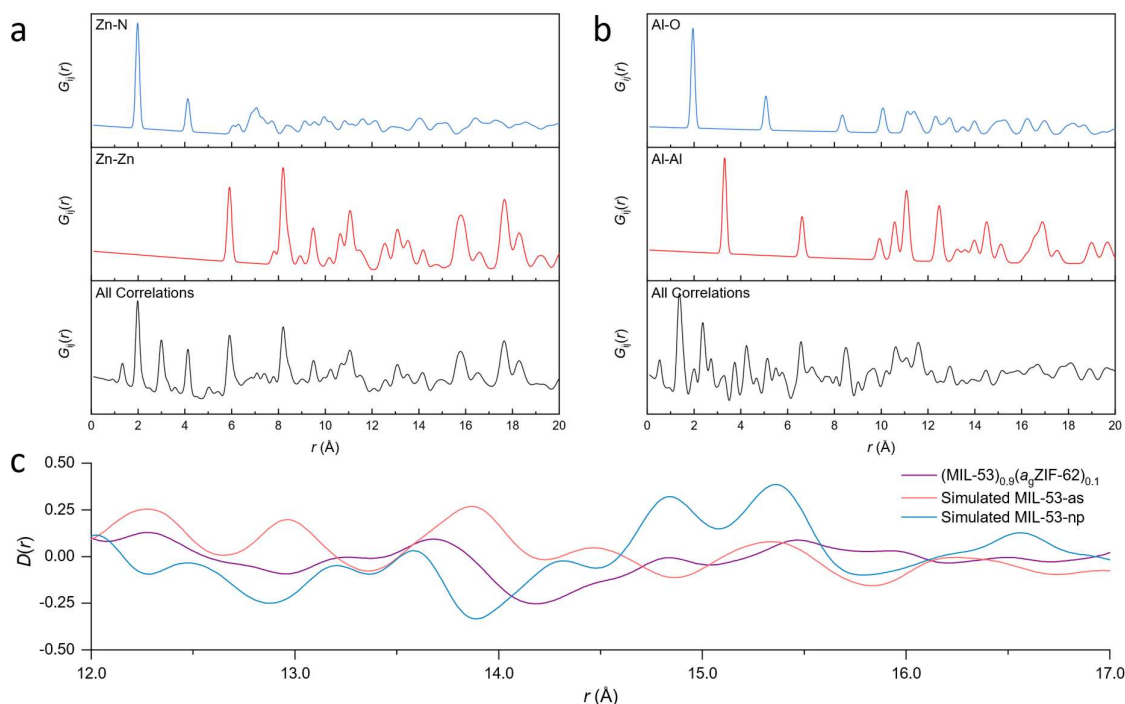 a
Zn-N
Gij(r)
Zn-Zn
Gij(r)
All Correlations
Gij(r)
0 2 4 6 8 10 12 14 16 18 20
r (Å)
b
Al-O
Gij(r)
Al-Al
Gij(r)
All Correlations
Gij(r)
0 2 4 6 8 10 12 14 16 18 20
r (Å)
c
0.50
0.25
0.00
-0.25
-0.50
D(r)
(MIL-53)0.9(agZIF-62)0.1
Simulated MIL-53-as
Simulated MIL-53-np
12.0 13.0 14.0 15.0 16.0 17.0
r (Å)